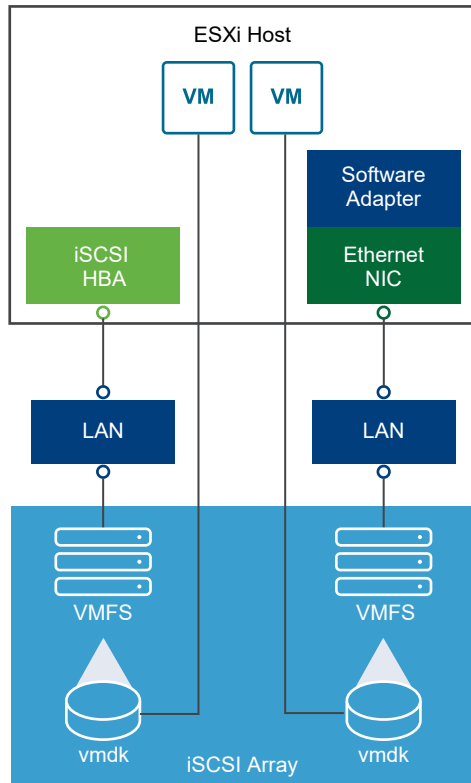 ESXi Host
VM
VM
Software
Adapter
iSCSI
HBA
Ethernet
NIC
LAN
LAN
VMFS
VMFS
vmdk
vmdk
iSCSI Array